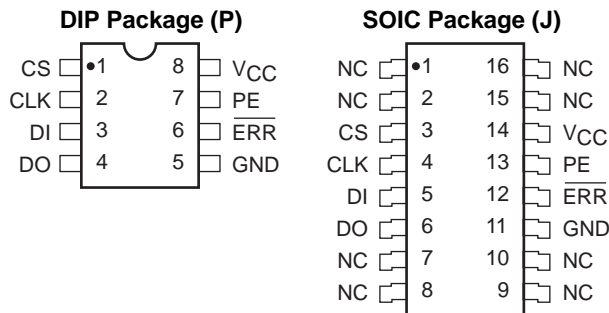 DIP Package (P)
CS 1 8 VCC
CLK 2 7 PE
DI 3 6 ERR
DO 4 5 GND
SOIC Package (J)
NC 1 16 NC
NC 2 15 NC
CS 3 14 VCC
CLK 4 13 PE
DI 5 12 ERR
DO 6 11 GND
NC 7 10 NC
NC 8 9 NC